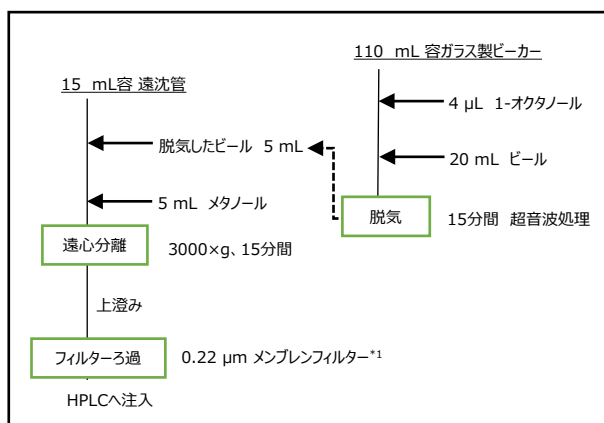 110 mL 容ガラス製ビーカー
15 mL容 遠沈管
4 µL 1-オクタノール
脱気したビール 5 mL
20 mL ビール
5 mL メタノール
脱気
15分間 超音波処理
遠心分離
3000×g、15分間
上澄み
フィルターろ過
0.22 µm メンブレンフィルター*1
HPLCへ注入